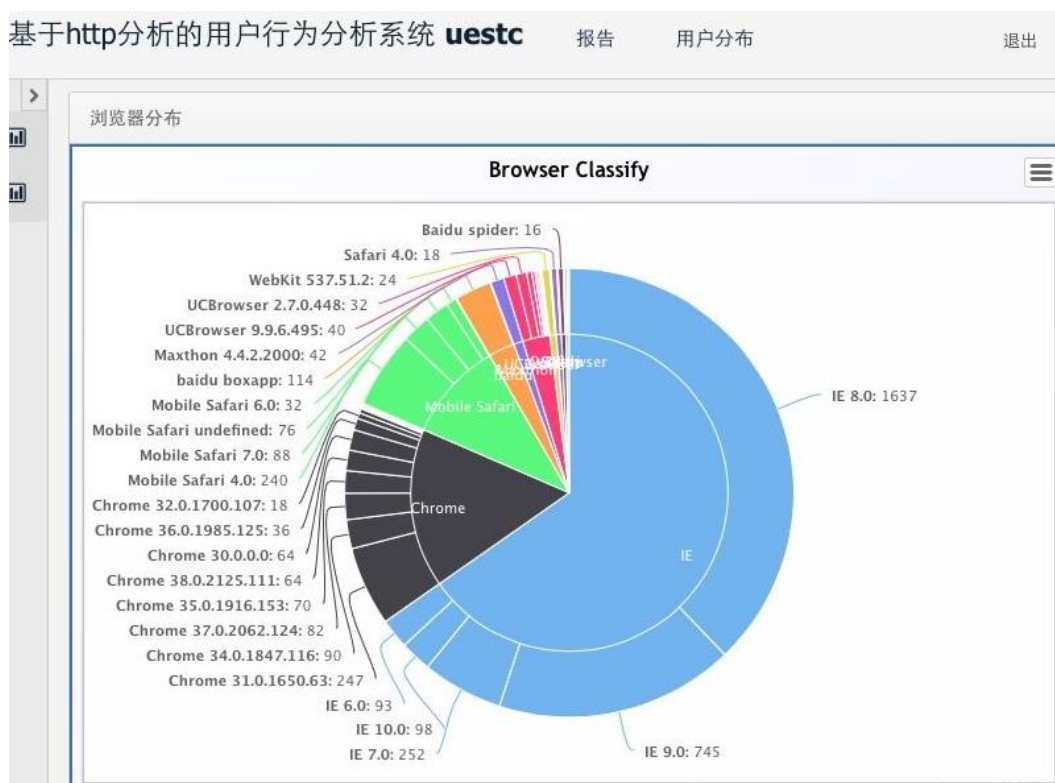 基于http分析的用户行为分析系统 uestc 报告 用户分布 退出
浏览器分布
Browser Classify
Baidu spider: 16
Safari 4.0: 18
WebKit 537.51.2: 24
UCBrowser 2.7.0.448: 32
UCBrowser 9.9.6.495: 40
Maxthon 4.4.2.2000: 42
baidu boxapp: 114
Mobile Safari 6.0: 32
Mobile Safari undefined: 76
Mobile Safari 7.0: 88
Mobile Safari 4.0: 240
Chrome 32.0.1700.107: 18
Chrome 36.0.1985.125: 36
Chrome 30.0.0.0: 64
Chrome 38.0.2125.111: 64
Chrome 35.0.1916.153: 70
Chrome 37.0.2062.124: 82
Chrome 34.0.1847.116: 90
Chrome 31.0.1650.63: 247
IE 6.0: 93
IE 10.0: 98
IE 7.0: 252
IE 9.0: 745
IE 8.0: 1637
Maxthon
baidu
Mobile Safari
Chrome
IE